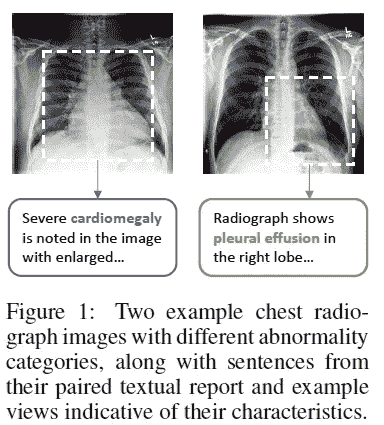 Severe cardiomegaly
is noted in the image
with enlarged...
Radiograph shows
pleural effusion in
the right lobe...
Figure 1: Two example chest radio-
graph images with different abnormality
categories, along with sentences from
their paired textual report and example
views indicative of their characteristics.